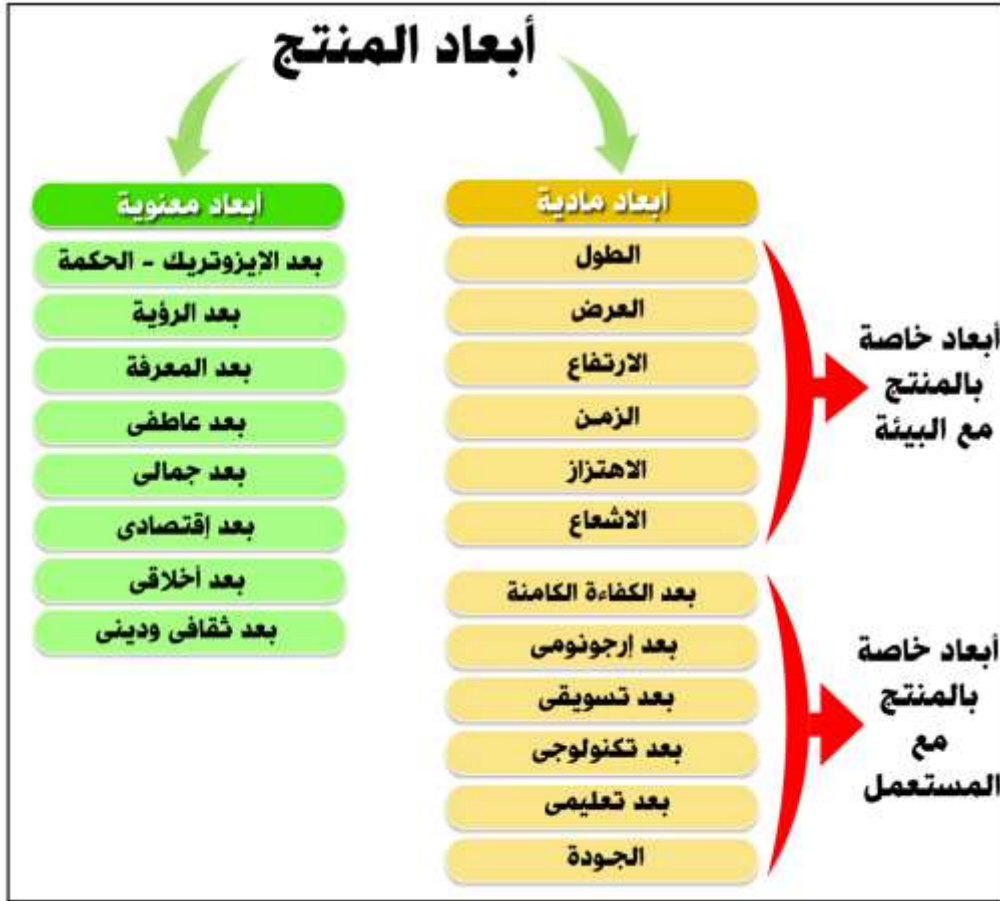 أبعاد المنتج
أبعاد مادية
الطول
العرض
الارتفاع
الزمن
الاهتزاز
الاشعاع
أبعاد خاصة
بالمنتج
مع البيئة
بعد الكفاءة الكامنة
بعد إرجونومى
بعد تسويقى
بعد تكنولوجى
بعد تعليمى
الجودة
أبعاد خاصة
بالمنتج
مع
المستعمل
أبعاد معنوية
بعد الإيزوتريك - الحكمة
بعد الرؤية
بعد المعرفة
بعد عاطفى
بعد جمالى
بعد إقتصادى
بعد أخلاقى
بعد ثقافى ودينى